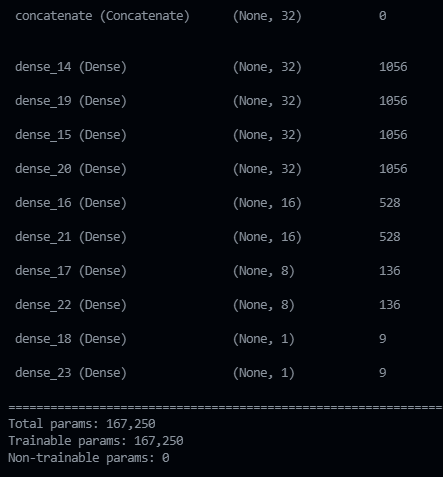 concatenate (Concatenate) (None, 32) 0
dense_14 (Dense) (None, 32) 1056
dense_19 (Dense) (None, 32) 1056
dense_15 (Dense) (None, 32) 1056
dense_20 (Dense) (None, 32) 1056
dense_16 (Dense) (None, 16) 528
dense_21 (Dense) (None, 16) 528
dense_17 (Dense) (None, 8) 136
dense_22 (Dense) (None, 8) 136
dense_18 (Dense) (None, 1) 9
dense_23 (Dense) (None, 1) 9
==============================================================
Total params: 167,250
Trainable params: 167,250
Non-trainable params: 0